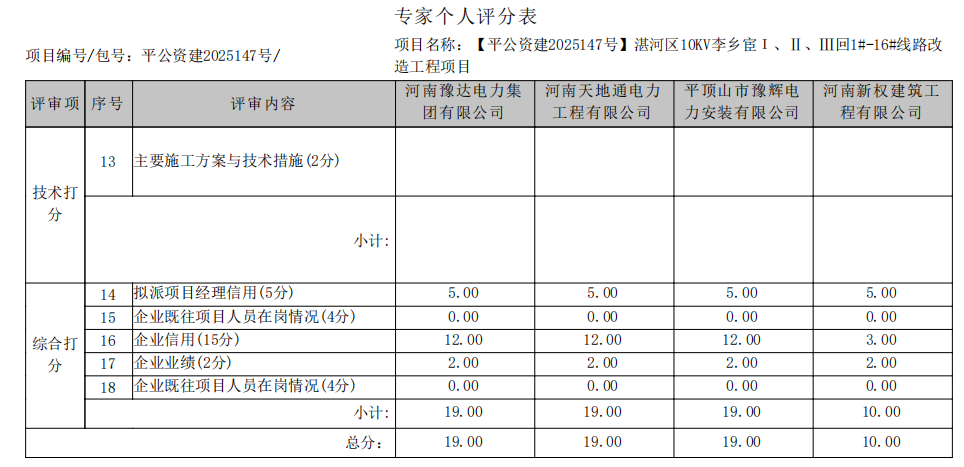 专家个人评分表
项目编号/包号：平公资建2025147号/
项目名称：【平公资建2025147号】湛河区10KV李乡宦Ⅰ、Ⅱ、Ⅲ回1#-16#线路改
造工程项目
评审项 序号 评审内容 河南豫达电力集 河南天地通电力 平顶山市豫辉电 河南新权建筑工
团有限公司 工程有限公司 力安装有限公司 程有限公司
13 主要施工方案与技术措施(2分)
技术打
分
小计:
14 拟派项目经理信用(5分) 5.00 5.00 5.00 5.00
15 企业既往项目人员在岗情况(4分) 0.00 0.00 0.00 0.00
综合打
分
16 企业信用(15分) 12.00 12.00 12.00 3.00
17 企业业绩(2分) 2.00 2.00 2.00 2.00
18 企业既往项目人员在岗情况(4分) 0.00 0.00 0.00 0.00
小计: 19.00 19.00 19.00 10.00
总分: 19.00 19.00 19.00 10.00